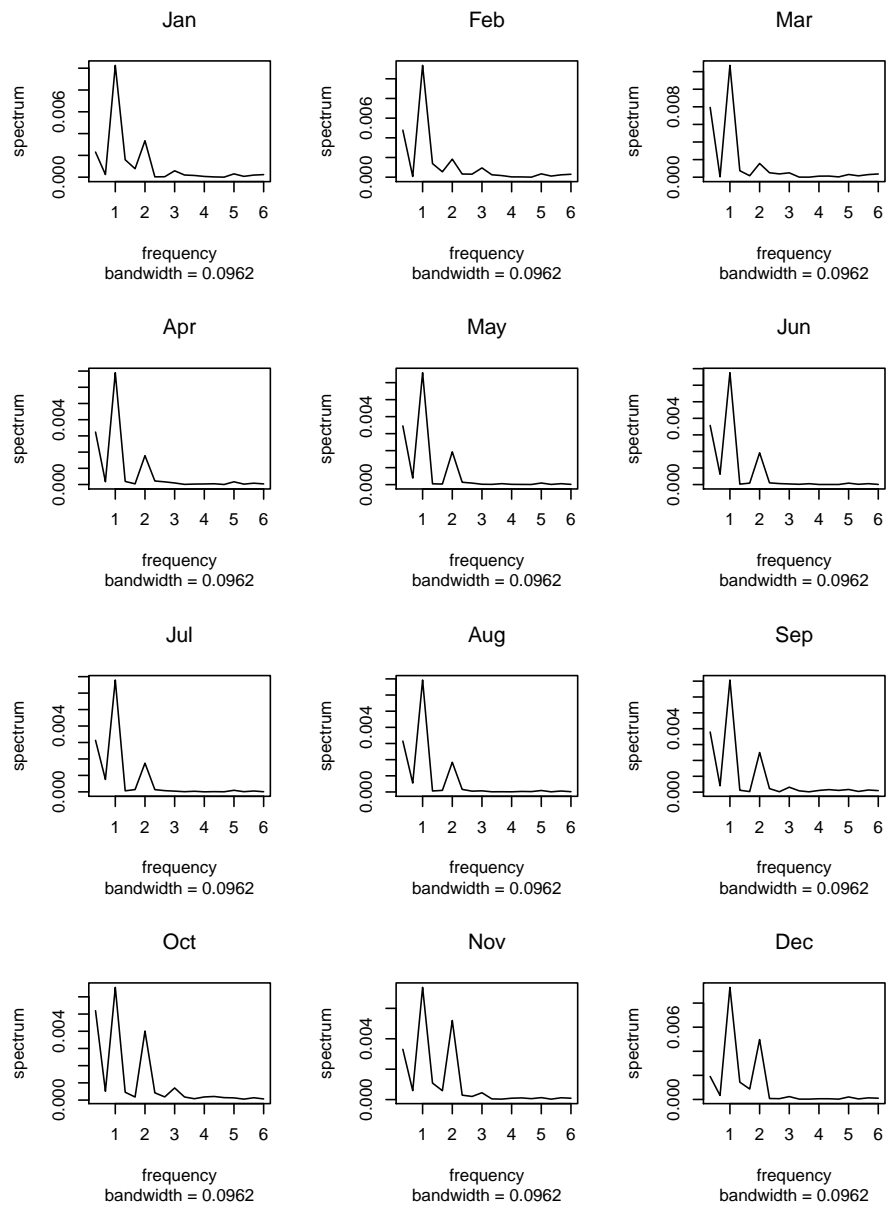 Jan
Feb
Mar
spectrum
0.000
0.006
spectrum
0.000
0.006
spectrum
0.000
0.008
1 2 3 4 5 6
1 2 3 4 5 6
1 2 3 4 5 6
frequency
bandwidth = 0.0962
frequency
bandwidth = 0.0962
frequency
bandwidth = 0.0962
Apr
May
Jun
spectrum
0.000
0.004
spectrum
0.000
0.004
spectrum
0.000
0.004
1 2 3 4 5 6
1 2 3 4 5 6
1 2 3 4 5 6
frequency
bandwidth = 0.0962
frequency
bandwidth = 0.0962
frequency
bandwidth = 0.0962
Jul
Aug
Sep
spectrum
0.000
0.004
spectrum
0.000
0.004
spectrum
0.000
0.004
1 2 3 4 5 6
1 2 3 4 5 6
1 2 3 4 5 6
frequency
bandwidth = 0.0962
frequency
bandwidth = 0.0962
frequency
bandwidth = 0.0962
Oct
Nov
Dec
spectrum
0.000
0.004
spectrum
0.000
0.004
spectrum
0.000
0.006
1 2 3 4 5 6
1 2 3 4 5 6
1 2 3 4 5 6
frequency
bandwidth = 0.0962
frequency
bandwidth = 0.0962
frequency
bandwidth = 0.0962